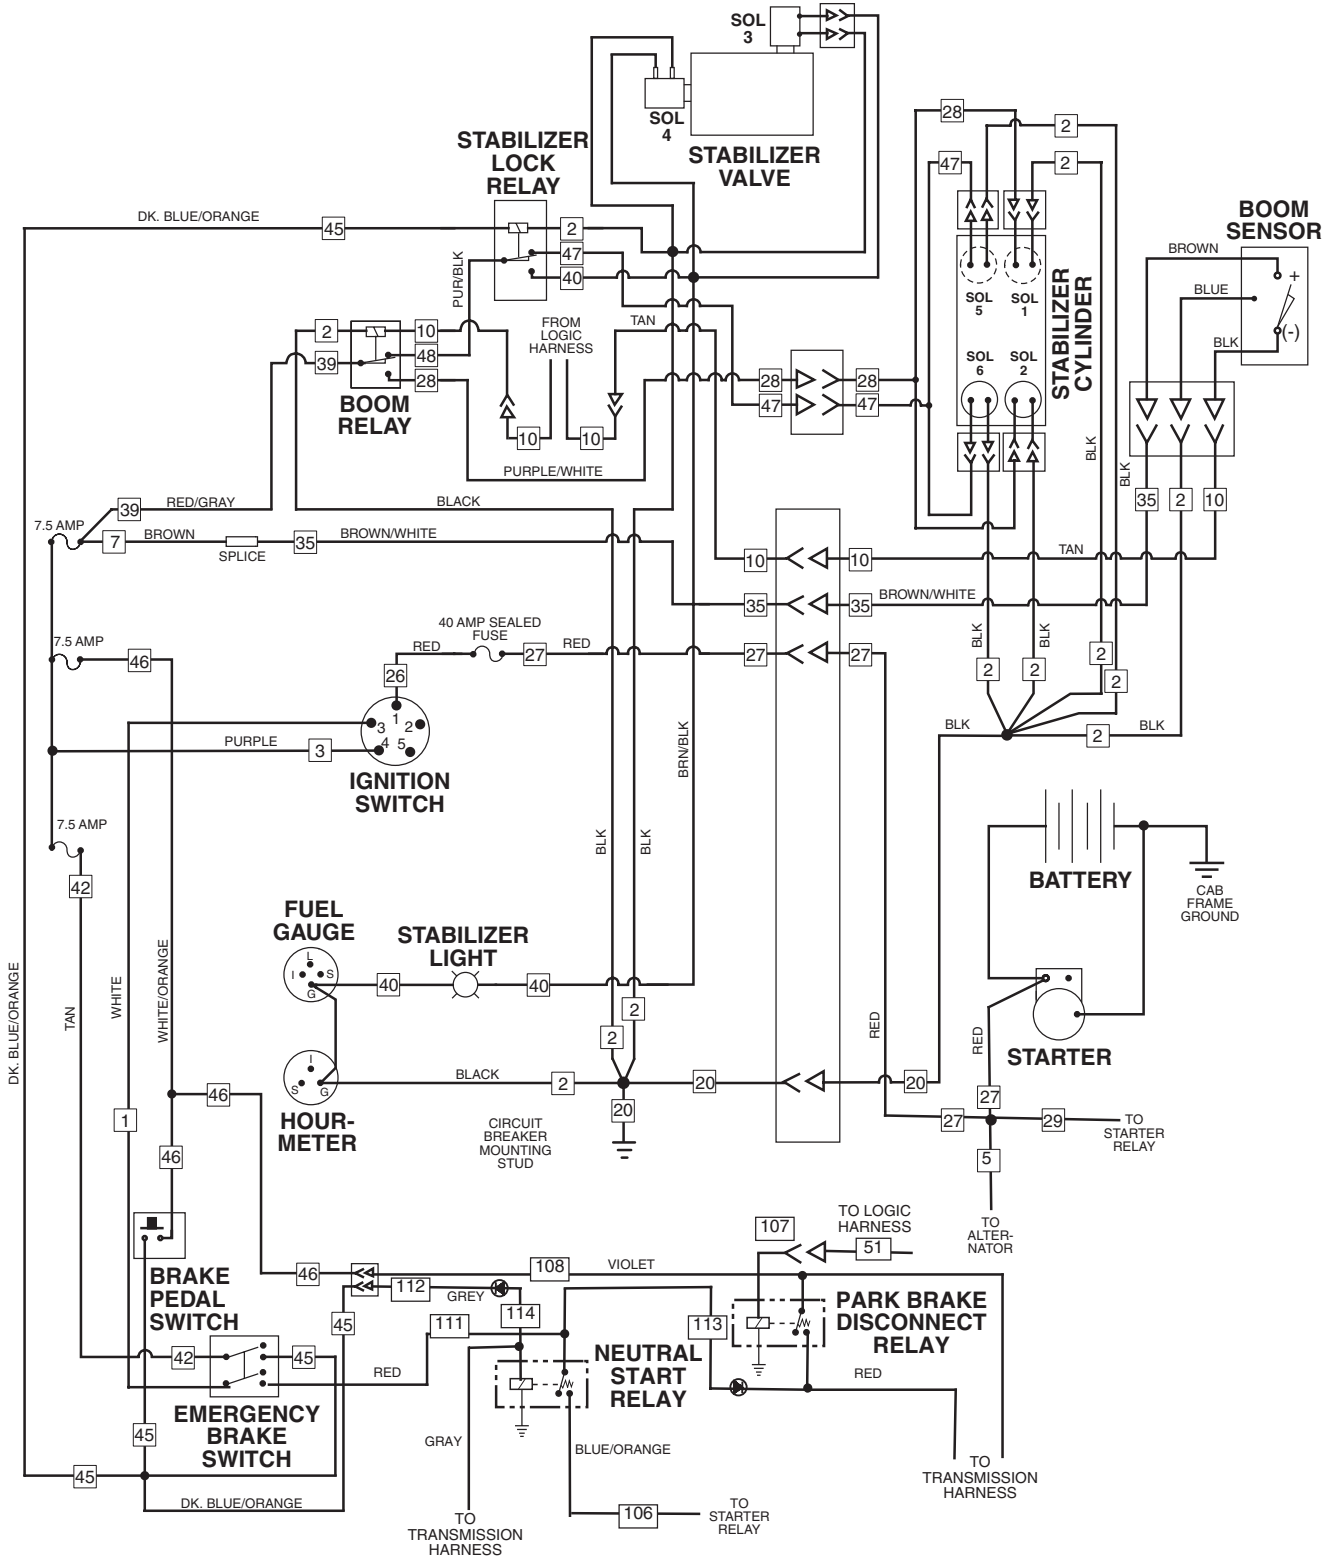 SOL
3
SOL
4
STABILIZER
VALVE
STABILIZER
LOCK
RELAY
28
2
47
2
DK. BLUE/ORANGE
45
2
47
40
PUR/BLK
BOOM
SENSOR
BROWN
+
BLUE
(-)
BLK
SOL
5
SOL
1
SOL
6
SOL
2
STABILIZER
CYLINDER
2
10
39
48
28
BOOM
RELAY
FROM
LOGIC
HARNESS
TAN
10
10
28
28
47
47
PURPLE/WHITE
BLK
BLK
35
2
10
39
RED/GRAY
BLACK
7.5 AMP
7
BROWN
SPLICE
35
BROWN/WHITE
10
10
TAN
35
35
BROWN/WHITE
40 AMP SEALED
FUSE
RED
27
RED
27
27
7.5 AMP
46
26
1
3
2
4
5
PURPLE
3
IGNITION
SWITCH
BLK
BLK
2
2
2
2
BLK
2
BLK
BRN/BLK
BLK
BLK
7.5 AMP
42
BATTERY
CAB
FRAME
GROUND
FUEL
GAUGE
L
I
S
G
STABILIZER
LIGHT
40
40
2
2
DK. BLUE/ORANGE
TAN
WHITE
WHITE/ORANGE
RED
RED
STARTER
I
S
G
HOUR-
METER
BLACK
2
20
20
20
CIRCUIT
BREAKER
MOUNTING
STUD
27
27
29
TO
STARTER
RELAY
5
TO
ALTER-
NATOR
46
1
46
107
TO LOGIC
HARNESS
51
BRAKE
PEDAL
SWITCH
46
108
VIOLET
112
GREY
114
45
111
113
PARK BRAKE
DISCONNECT
RELAY
42
45
RED
NEUTRAL
START
RELAY
RED
EMERGENCY
BRAKE
SWITCH
45
GRAY
BLUE/ORANGE
45
DK. BLUE/ORANGE
TO
TRANSMISSION
HARNESS
106
TO
STARTER
RELAY
TO
TRANSMISSION
HARNESS